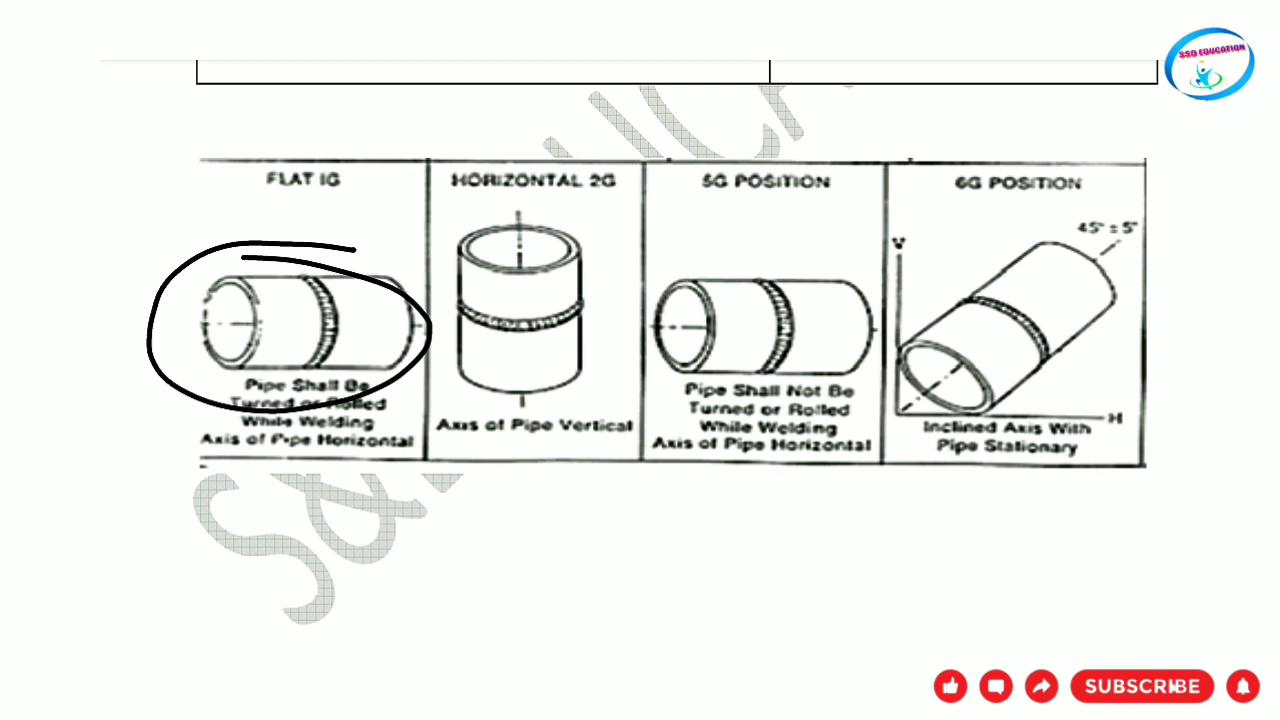 SSD EDUCATION
FLAT 1G
HORIZONTAL 2G
5G POSITION
6G POSITION
45° ± 5°
V
H
Pipe Shall Be
Turned or Rolled
While Welding
Axis of Pipe Horizontal
Axis of Pipe Vertical
Pipe Shall Not Be
Turned or Rolled
While Welding
Axis of Pipe Horizontal
Inclined Axis With
Pipe Stationary
SUBSCRIBE